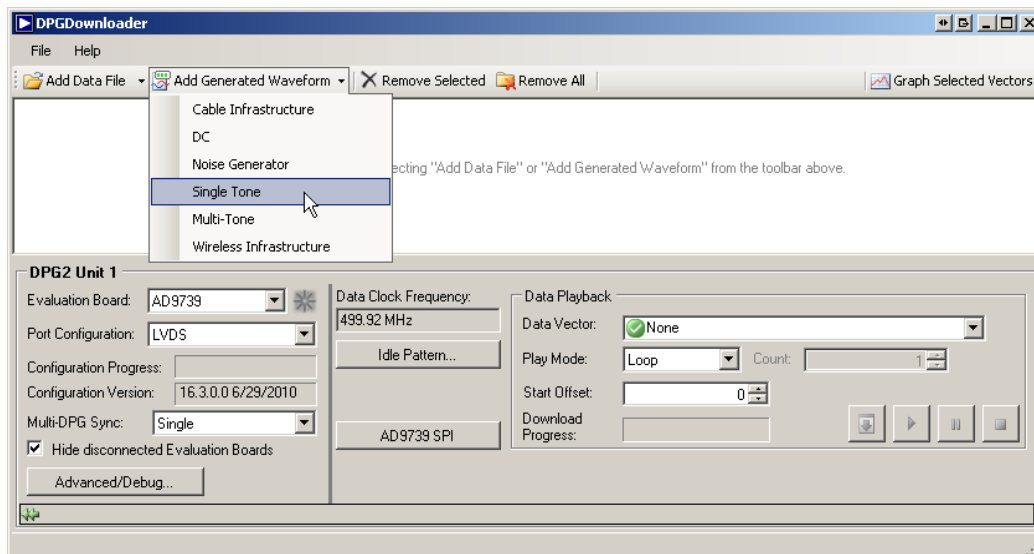 DPGDownloader
File Help
Add Data File Add Generated Waveform Remove Selected Remove All Graph Selected Vectors
Cable Infrastructure
DC
Noise Generator
ecting "Add Data File" or "Add Generated Waveform" from the toolbar above.
Single Tone
Multi-Tone
Wireless Infrastructure
DPG2 Unit 1
Evaluation Board: AD9739
Port Configuration: LVDS
Configuration Progress:
Configuration Version: 16.3.0.0 6/29/2010
Multi-DPG Sync: Single
Hide disconnected Evaluation Boards
Advanced/Debug...
Data Clock Frequency:
499.92 MHz
Idle Pattern...
AD9739 SPI
Data Playback
Data Vector: None
Play Mode: Loop Count: 1
Start Offset: 0
Download
Progress: